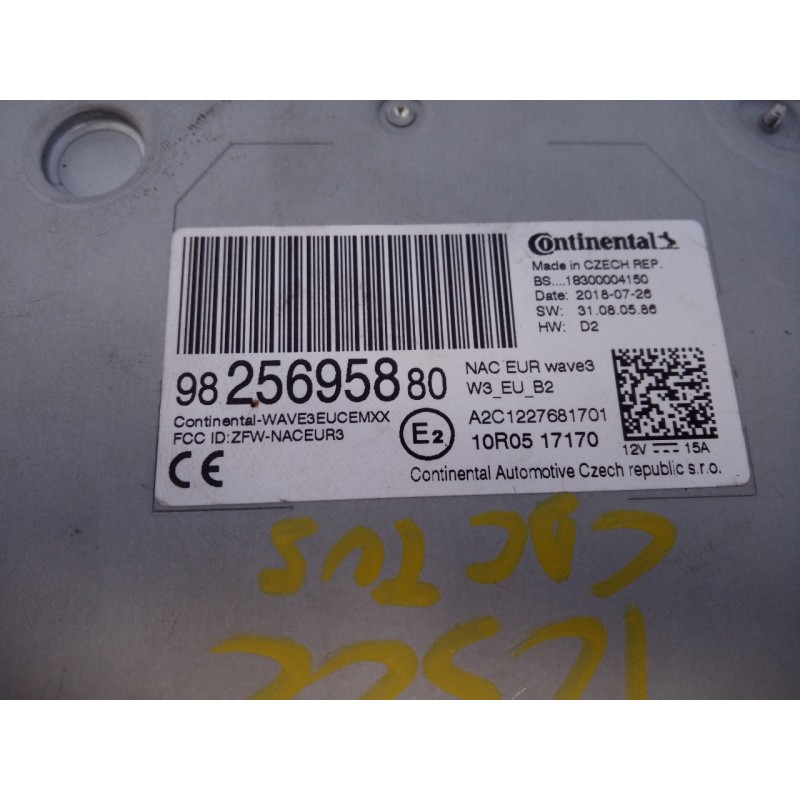 Continental
Made in CZECH REP.
BS....18300004150
Date: 2018-07-26
SW: 31.08.05.86
HW: D2
98 256958 80
NAC EUR wave3
W3_EU_B2
Continental-WAVE3EUCEMXX
FCC ID:ZFW-NACEUR3
E2
A2C1227681701
10R05 17170
12V 15A
CE
Continental Automotive Czech republic s.r.o.
CACTUS